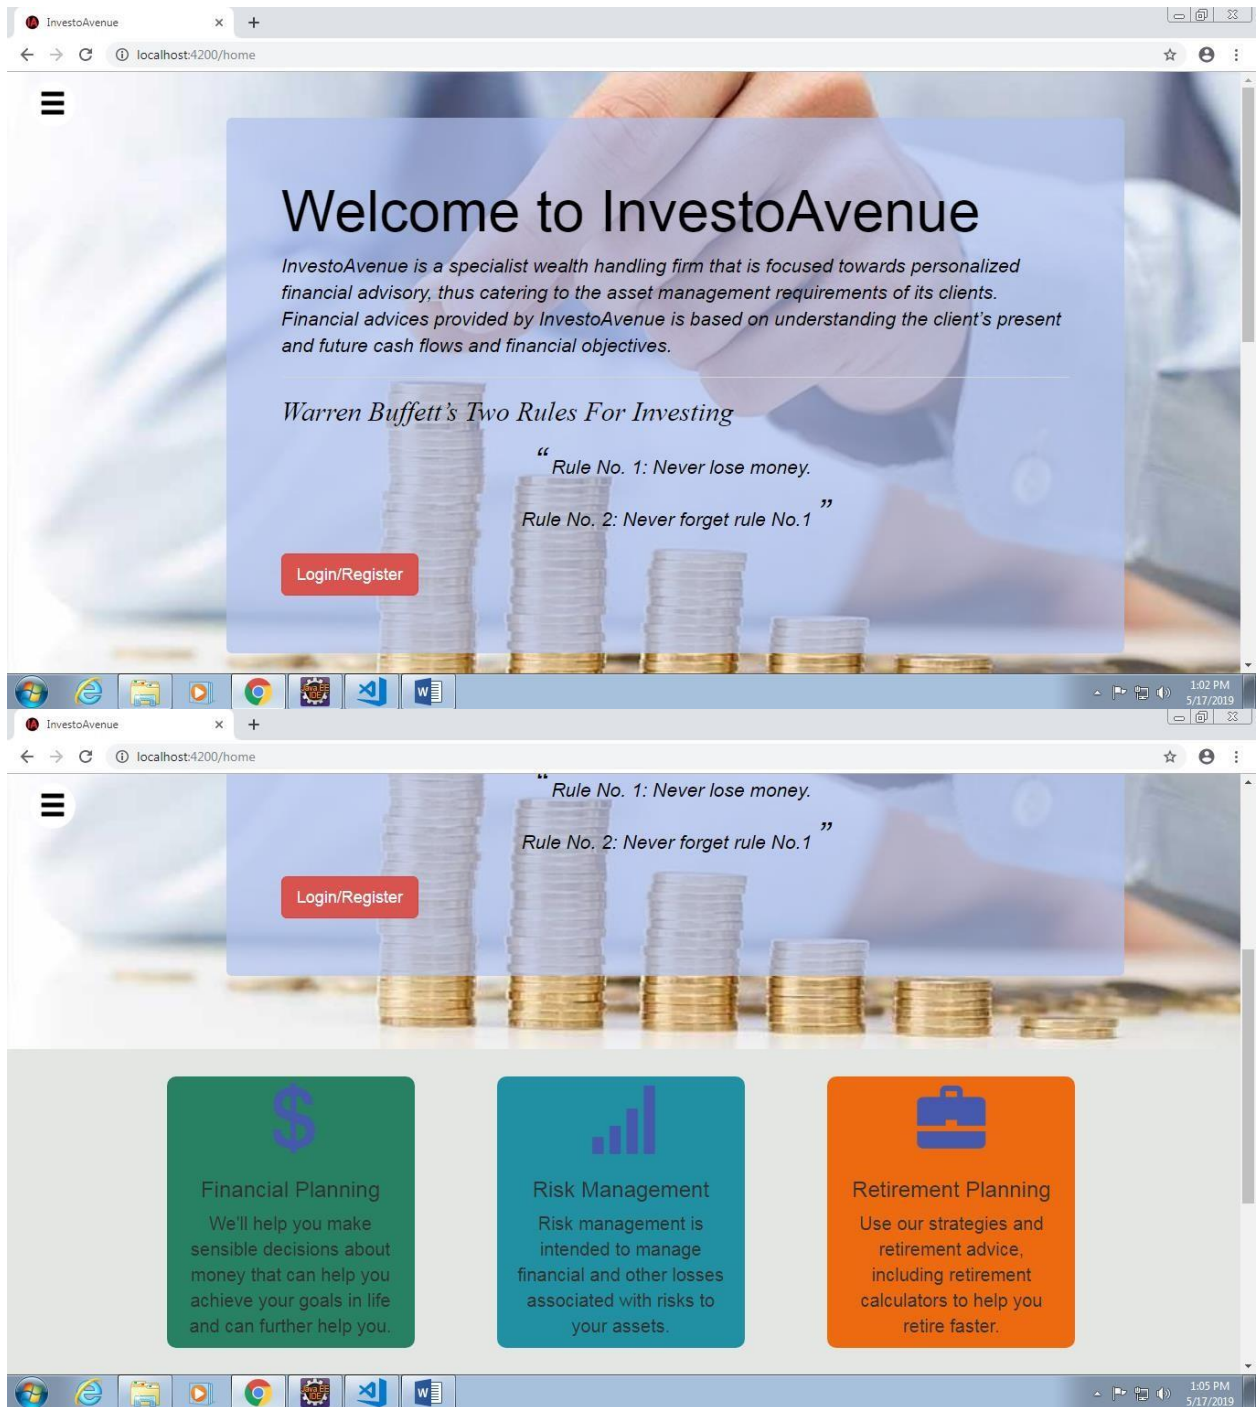 InvestoAvenue
localhost:4200/home
Welcome to InvestoAvenue
InvestoAvenue is a specialist wealth handling firm that is focused towards personalized
financial advisory, thus catering to the asset management requirements of its clients.
Financial advices provided by InvestoAvenue is based on understanding the client's present
and future cash flows and financial objectives.
Warren Buffett's Two Rules For Investing
“ Rule No. 1: Never lose money.
Rule No. 2: Never forget rule No.1 ”
Login/Register
1:02 PM
5/17/2019
InvestoAvenue
localhost:4200/home
“ Rule No. 1: Never lose money.
Rule No. 2: Never forget rule No.1 ”
Login/Register
Financial Planning
We'll help you make
sensible decisions about
money that can help you
achieve your goals in life
and can further help you.
Risk Management
Risk management is
intended to manage
financial and other losses
associated with risks to
your assets.
Retirement Planning
Use our strategies and
retirement advice,
including retirement
calculators to help you
retire faster.
1:05 PM
5/17/2019